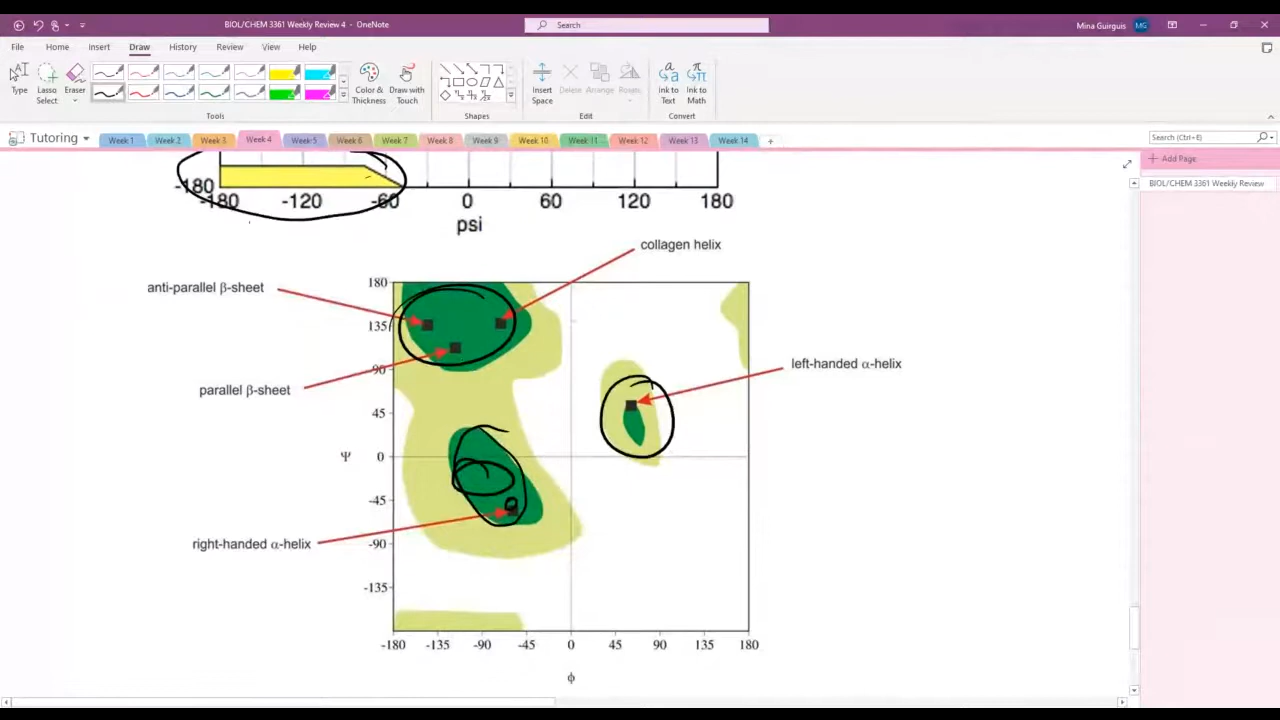 BIOL/CHEM 3361 Weekly Review 4 - OneNote
Search
Mina Guirguis
MG
File Home Insert Draw History Review View Help
Type
Lasso Select
Eraser
Color & Thickness
Draw with Touch
Insert Space
Delete
Arrange
Rotate
Ink to Text
Ink to Math
Tools
Shapes
Edit
Convert
Tutoring
Week 1 Week 2 Week 3 Week 4 Week 5 Week 6 Week 7 Week 8 Week 9 Week 10 Week 11 Week 12 Week 13 Week 14
Search (Ctrl+E)
Add Page
BIOL/CHEM 3361 Weekly Review
-180
-180 -120 -60 0 60 120 180
psi
collagen helix
anti-parallel β-sheet
parallel β-sheet
left-handed α-helix
right-handed α-helix
180
135
90
45
Ψ 0
-45
-90
-135
-180 -135 -90 -45 0 45 90 135 180
ϕ